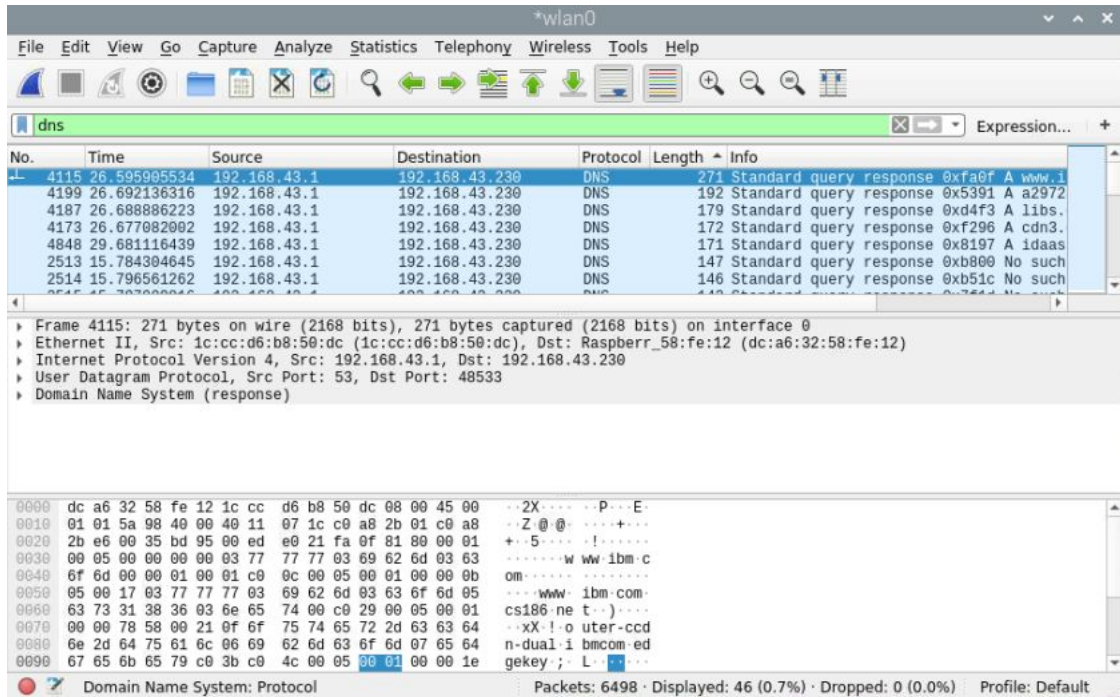 *wlan0
File Edit View Go Capture Analyze Statistics Telephony Wireless Tools Help
dns Expression... +
No. Time Source Destination Protocol Length Info
4115 26.595905534 192.168.43.1 192.168.43.230 DNS 271 Standard query response 0xfa0f A www.i
4199 26.692136316 192.168.43.1 192.168.43.230 DNS 192 Standard query response 0x5391 A a2972
4187 26.688886223 192.168.43.1 192.168.43.230 DNS 179 Standard query response 0xd4f3 A libs.
4173 26.677082002 192.168.43.1 192.168.43.230 DNS 172 Standard query response 0xf296 A cdn3.
4848 29.681116439 192.168.43.1 192.168.43.230 DNS 171 Standard query response 0x8197 A idaas
2513 15.784304645 192.168.43.1 192.168.43.230 DNS 147 Standard query response 0xb800 No such
2514 15.796561262 192.168.43.1 192.168.43.230 DNS 146 Standard query response 0xb51c No such
Frame 4115: 271 bytes on wire (2168 bits), 271 bytes captured (2168 bits) on interface 0
Ethernet II, Src: 1c:cc:d6:b8:50:dc (1c:cc:d6:b8:50:dc), Dst: Raspberr_58:fe:12 (dc:a6:32:58:fe:12)
Internet Protocol Version 4, Src: 192.168.43.1, Dst: 192.168.43.230
User Datagram Protocol, Src Port: 53, Dst Port: 48533
Domain Name System (response)
0000 dc a6 32 58 fe 12 1c cc d6 b8 50 dc 08 00 45 00 ··2X···· ··P···E·
0010 01 01 5a 98 40 00 40 11 07 1c c0 a8 2b 01 c0 a8 ··Z·@·@· ····+···
0020 2b e6 00 35 bd 95 00 ed e0 21 fa 0f 81 80 00 01 +··5···· ·!······
0030 00 05 00 00 00 00 03 77 77 77 03 69 62 6d 03 63 ·······w ww·ibm·c
0040 6f 6d 00 00 01 00 01 c0 0c 00 05 00 01 00 00 0b om······ ········
0050 05 00 17 03 77 77 77 03 69 62 6d 03 63 6f 6d 05 ····www· ibm·com·
0060 63 73 31 38 36 03 6e 65 74 00 c0 29 00 05 00 01 cs186·ne t··)····
0070 00 00 78 58 00 21 0f 6f 75 74 65 72 2d 63 63 64 ··xX·!·o uter-ccd
0080 6e 2d 64 75 61 6c 06 69 62 6d 63 6f 6d 07 65 64 n-dual·i bmcom·ed
0090 67 65 6b 65 79 c0 3b c0 4c 00 05 00 01 00 00 1e gekey·;· L·······
Domain Name System: Protocol Packets: 6498 · Displayed: 46 (0.7%) · Dropped: 0 (0.0%) Profile: Default